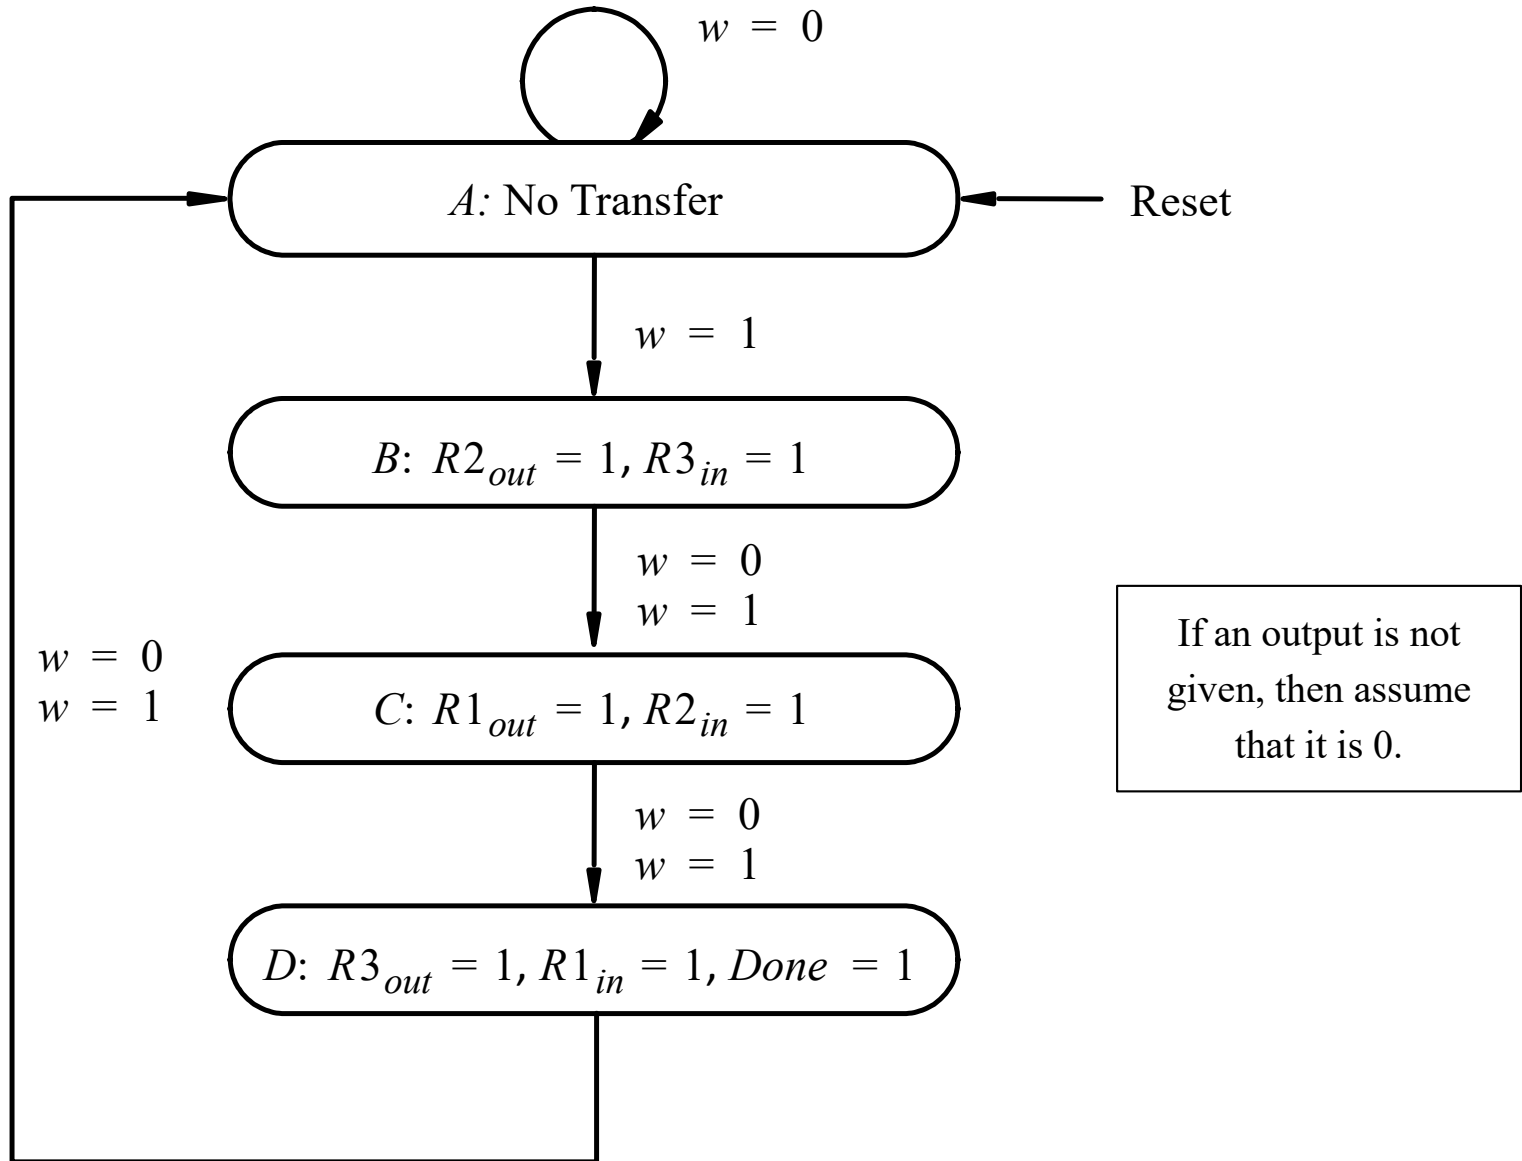 w = 0
A: No Transfer
Reset
w = 1
B: R2out = 1, R3in = 1
w = 0
w = 1
If an output is not
given, then assume
that it is 0.
w = 0
w = 1
C: R1out = 1, R2in = 1
w = 0
w = 1
D: R3out = 1, R1in = 1, Done = 1